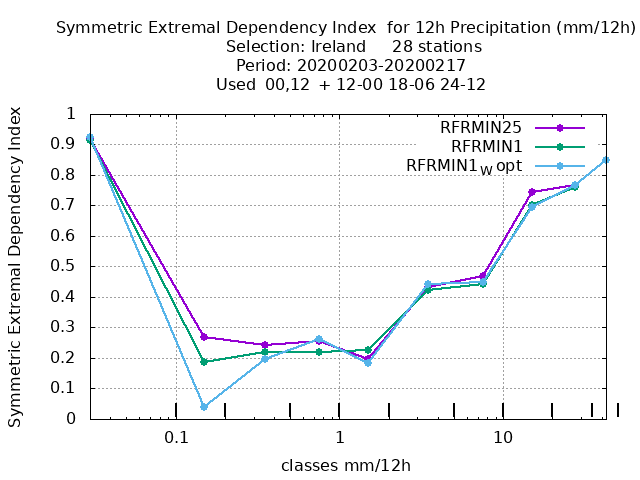 Symmetric Extremal Dependency Index  for 12h Precipitation (mm/12h)
Selection: Ireland     28 stations
Period: 20200203-20200217
Used  00,12  + 12-00 18-06 24-12
Symmetric Extremal Dependency Index
1
0.9
0.8
0.7
0.6
0.5
0.4
0.3
0.2
0.1
0
RFRMIN25
RFRMIN1
RFRMIN1W opt
0.1
1
10
classes mm/12h